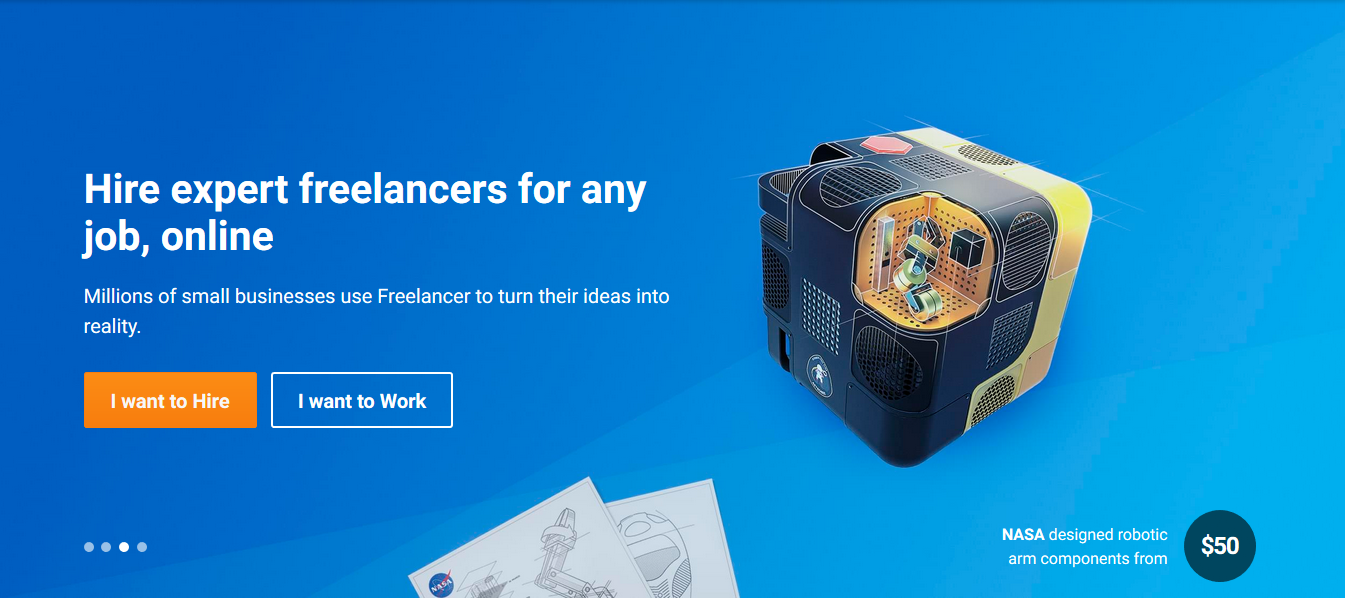 Hire expert freelancers for any
job, online
Millions of small businesses use Freelancer to turn their ideas into
reality.
I want to Hire
I want to Work
NASA
NASA designed robotic
arm components from
$50